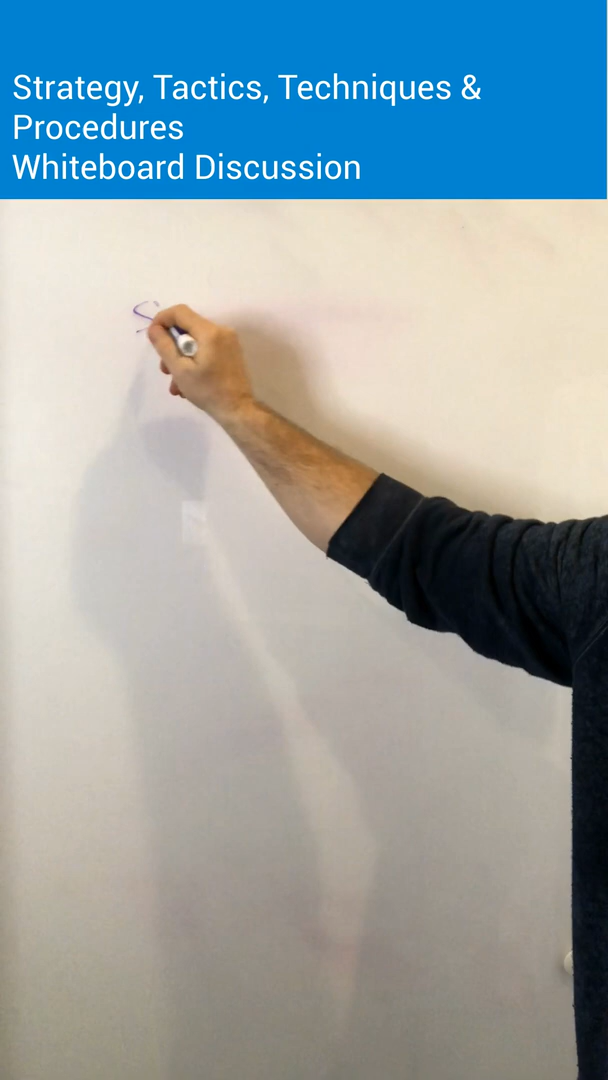 Strategy, Tactics, Techniques &
Procedures
Whiteboard Discussion
S